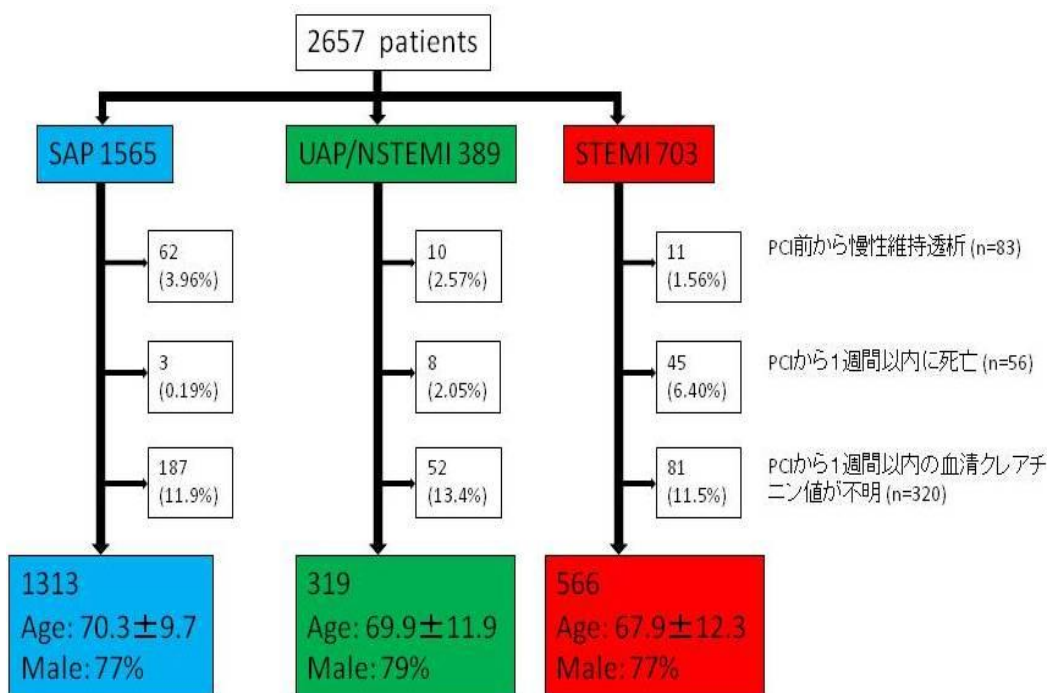 2657 patients
SAP 1565
UAP/NSTEMI 389
STEMI 703
62
(3.96%)
10
(2.57%)
11
(1.56%)
PCI前から慢性維持透析 (n=83)
3
(0.19%)
8
(2.05%)
45
(6.40%)
PCIから1週間以内に死亡 (n=56)
187
(11.9%)
52
(13.4%)
81
(11.5%)
PCIから1週間以内の血清クレアチ
ニン値が不明 (n=320)
1313
Age: 70.3±9.7
Male: 77%
319
Age: 69.9±11.9
Male: 79%
566
Age: 67.9±12.3
Male: 77%